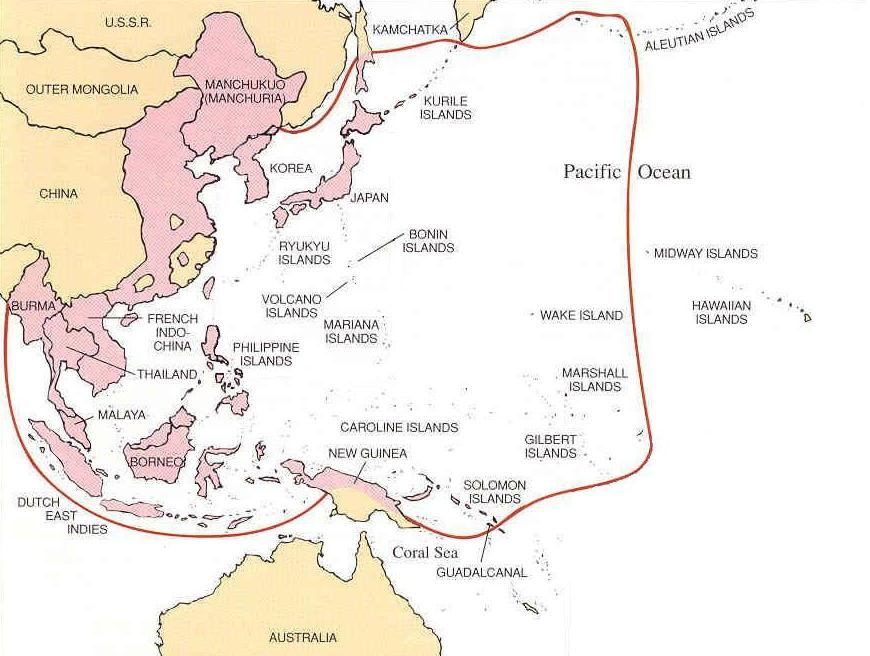 U.S.S.R.
KAMCHATKA
ALEUTIAN ISLANDS
OUTER MONGOLIA
MANCHUKUO
(MANCHURIA)
KURILE
ISLANDS
KOREA
Pacific Ocean
CHINA
JAPAN
RYUKYU
ISLANDS
BONIN
ISLANDS
MIDWAY ISLANDS
BURMA
VOLCANO
ISLANDS
HAWAIIAN
ISLANDS
FRENCH
INDO-
CHINA
MARIANA
ISLANDS
WAKE ISLAND
PHILIPPINE
ISLANDS
THAILAND
MARSHALL
ISLANDS
MALAYA
CAROLINE ISLANDS
GILBERT
ISLANDS
NEW GUINEA
BORNEO
SOLOMON
ISLANDS
DUTCH
EAST
INDIES
Coral Sea
GUADALCANAL
AUSTRALIA